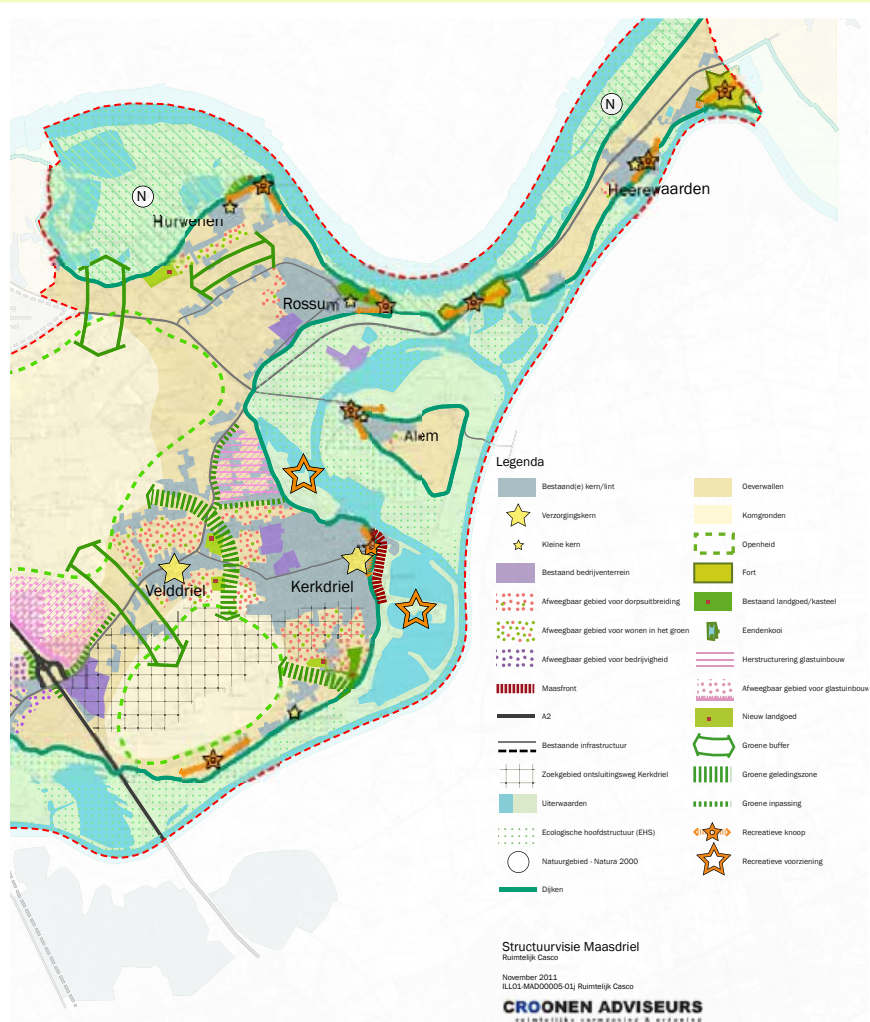 N
N
Hurwenen
Heerewaarden
Rossum
Alem
Velddriel
Kerkdriel
Legenda
Bestaand(e) kern/lint
Verzorgingskern
Kleine kern
Bestaand bedrijventerrein
Afweegbaar gebied voor dorpsuitbreiding
Afweegbaar gebied voor wonen in het groen
Afweegbaar gebied voor bedrijvigheid
Maasfront
A2
Bestaande infrastructuur
Zoekgebied ontsluitingsweg Kerkdriel
Uiterwaarden
Ecologische hoofdstructuur (EHS)
Natuurgebied - Natura 2000
Dijken
Oeverwallen
Komgronden
Openheid
Fort
Bestaand landgoed/kasteel
Eendenkooi
Herstructurering glastuinbouw
Afweegbaar gebied voor glastuinbouw
Nieuw landgoed
Groene buffer
Groene geledingszone
Groene inpassing
Recreatieve knoop
Recreatieve voorziening
Structuurvisie Maasdriel
Ruimtelijk Casco
November 2011
ILL01-MAD00005-01j Ruimtelijk Casco
CROONEN ADVISEURS